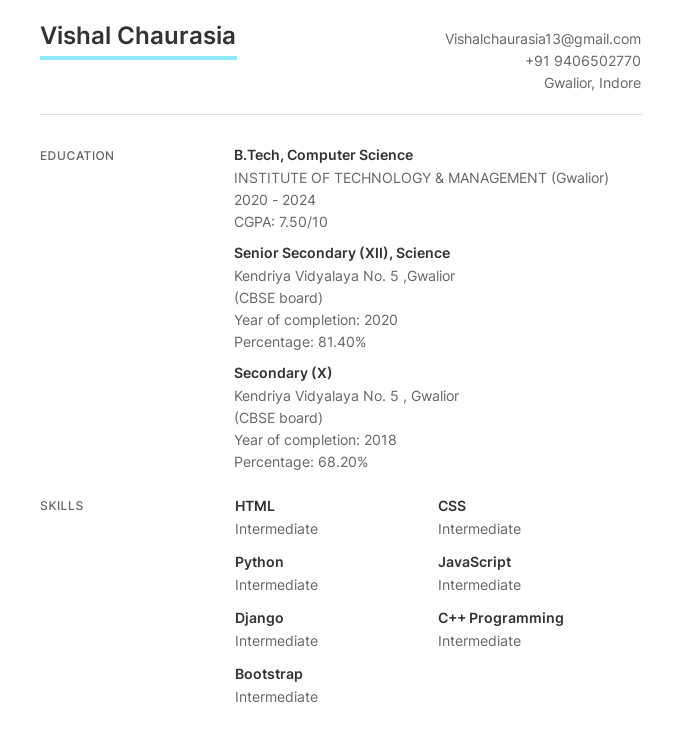 Vishal Chaurasia
Vishalchaurasia13@gmail.com
+91 9406502770
Gwalior, Indore
EDUCATION
B.Tech, Computer Science
INSTITUTE OF TECHNOLOGY & MANAGEMENT (Gwalior)
2020 - 2024
CGPA: 7.50/10
Senior Secondary (XII), Science
Kendriya Vidyalaya No. 5 ,Gwalior
(CBSE board)
Year of completion: 2020
Percentage: 81.40%
Secondary (X)
Kendriya Vidyalaya No. 5 , Gwalior
(CBSE board)
Year of completion: 2018
Percentage: 68.20%
SKILLS
HTML CSS
Intermediate Intermediate
Python JavaScript
Intermediate Intermediate
Django C++ Programming
Intermediate Intermediate
Bootstrap
Intermediate